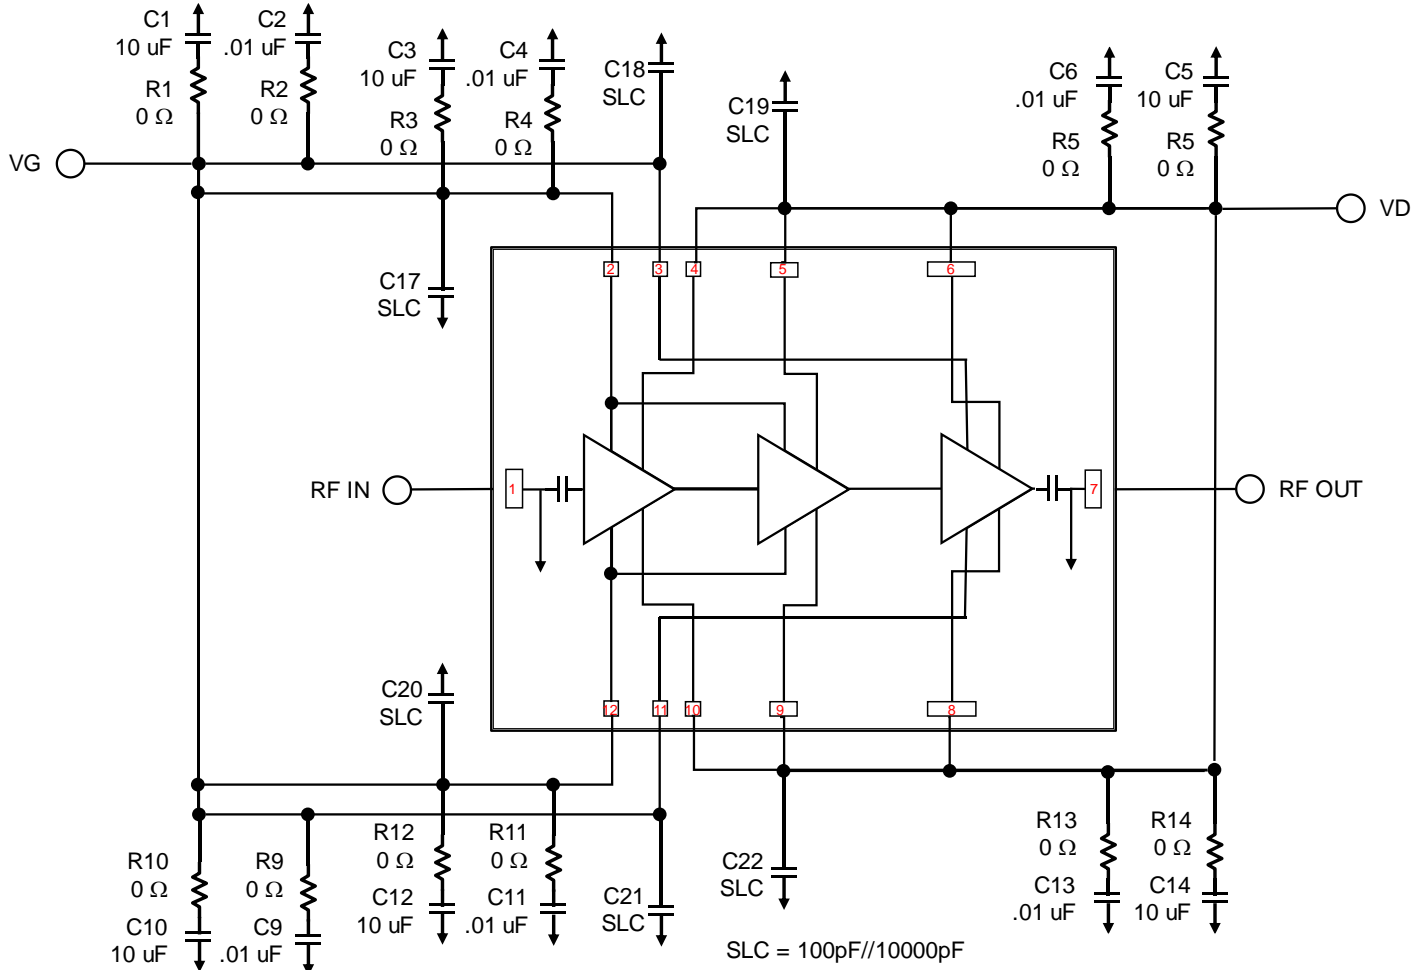 C1
10 uF
R1
0 Ω
C2
.01 uF
R2
0 Ω
C3
10 uF
R3
0 Ω
C4
.01 uF
R4
0 Ω
C18
SLC
C19
SLC
C6
.01 uF
R5
0 Ω
C5
10 uF
R5
0 Ω
VG
VD
C17
SLC
2
3
4
5
6
RF IN
1
7
RF OUT
C20
SLC
12
11
10
9
8
R10
0 Ω
C10
10 uF
R9
0 Ω
C9
.01 uF
R12
0 Ω
C12
10 uF
R11
0 Ω
C11
.01 uF
C21
SLC
C22
SLC
R13
0 Ω
C13
.01 uF
R14
0 Ω
C14
10 uF
SLC = 100pF//10000pF